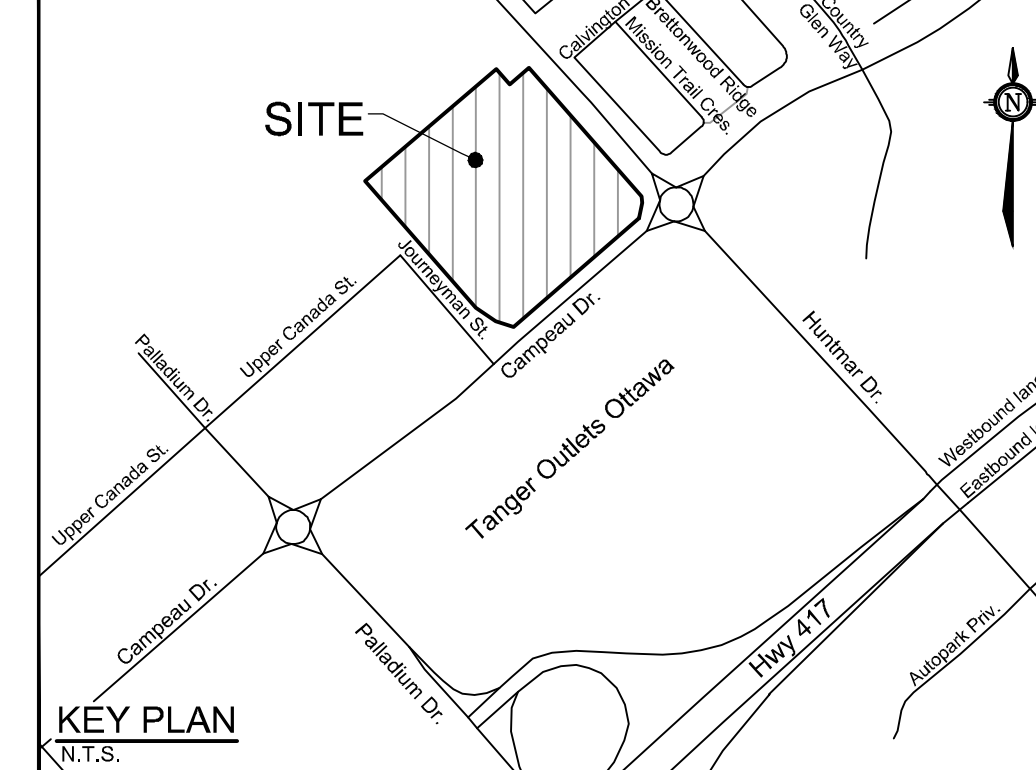 Calvington
Brettonwood Ridge
Mission Trail Cres.
Country
Glen Way
SITE
N
Journeyman St.
Upper Canada St.
Palladium Dr.
Campeau Dr.
Huntmar Dr.
Tanger Outlets Ottawa
Westbound lan
Eastbound l
Upper Canada St.
Campeau Dr.
Palladium Dr.
Hwy 417
Autopark Priv.
KEY PLAN
N.T.S.